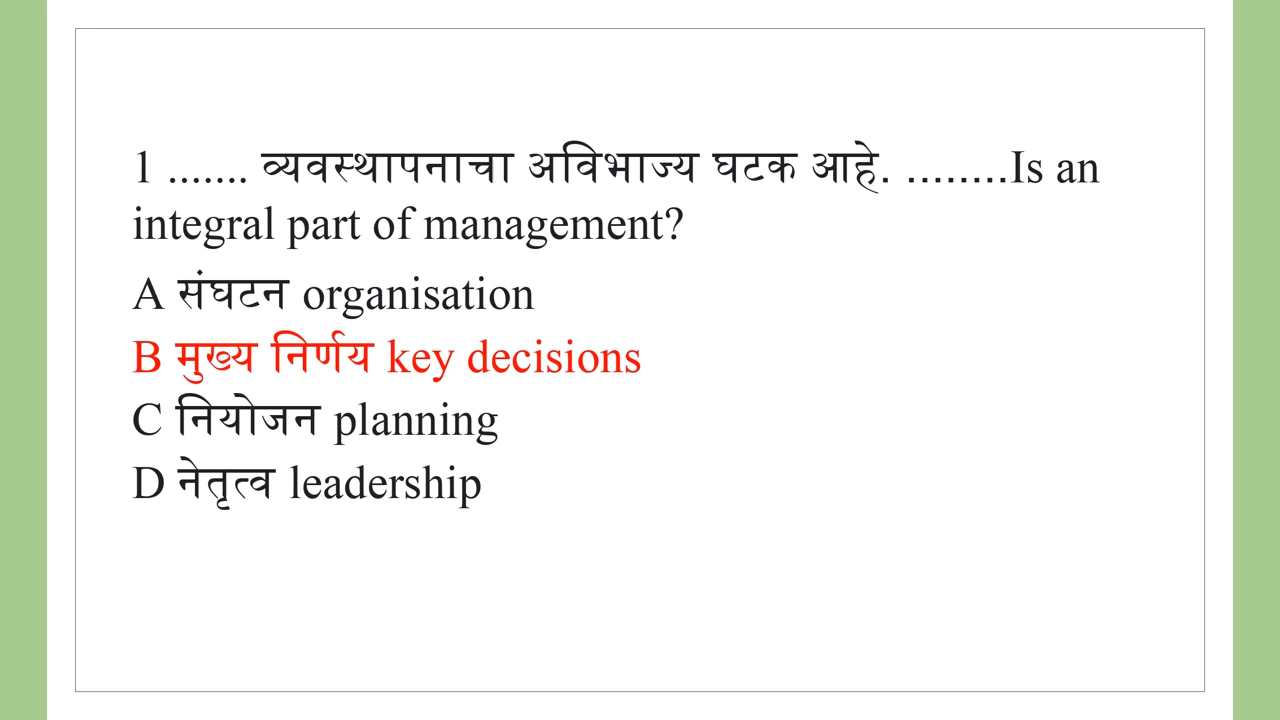 1 ....... व्यवस्थापनाचा अविभाज्य घटक आहे. ........Is an
integral part of management?
A संघटन organisation
B मुख्य निर्णय key decisions
C नियोजन planning
D नेतृत्व leadership